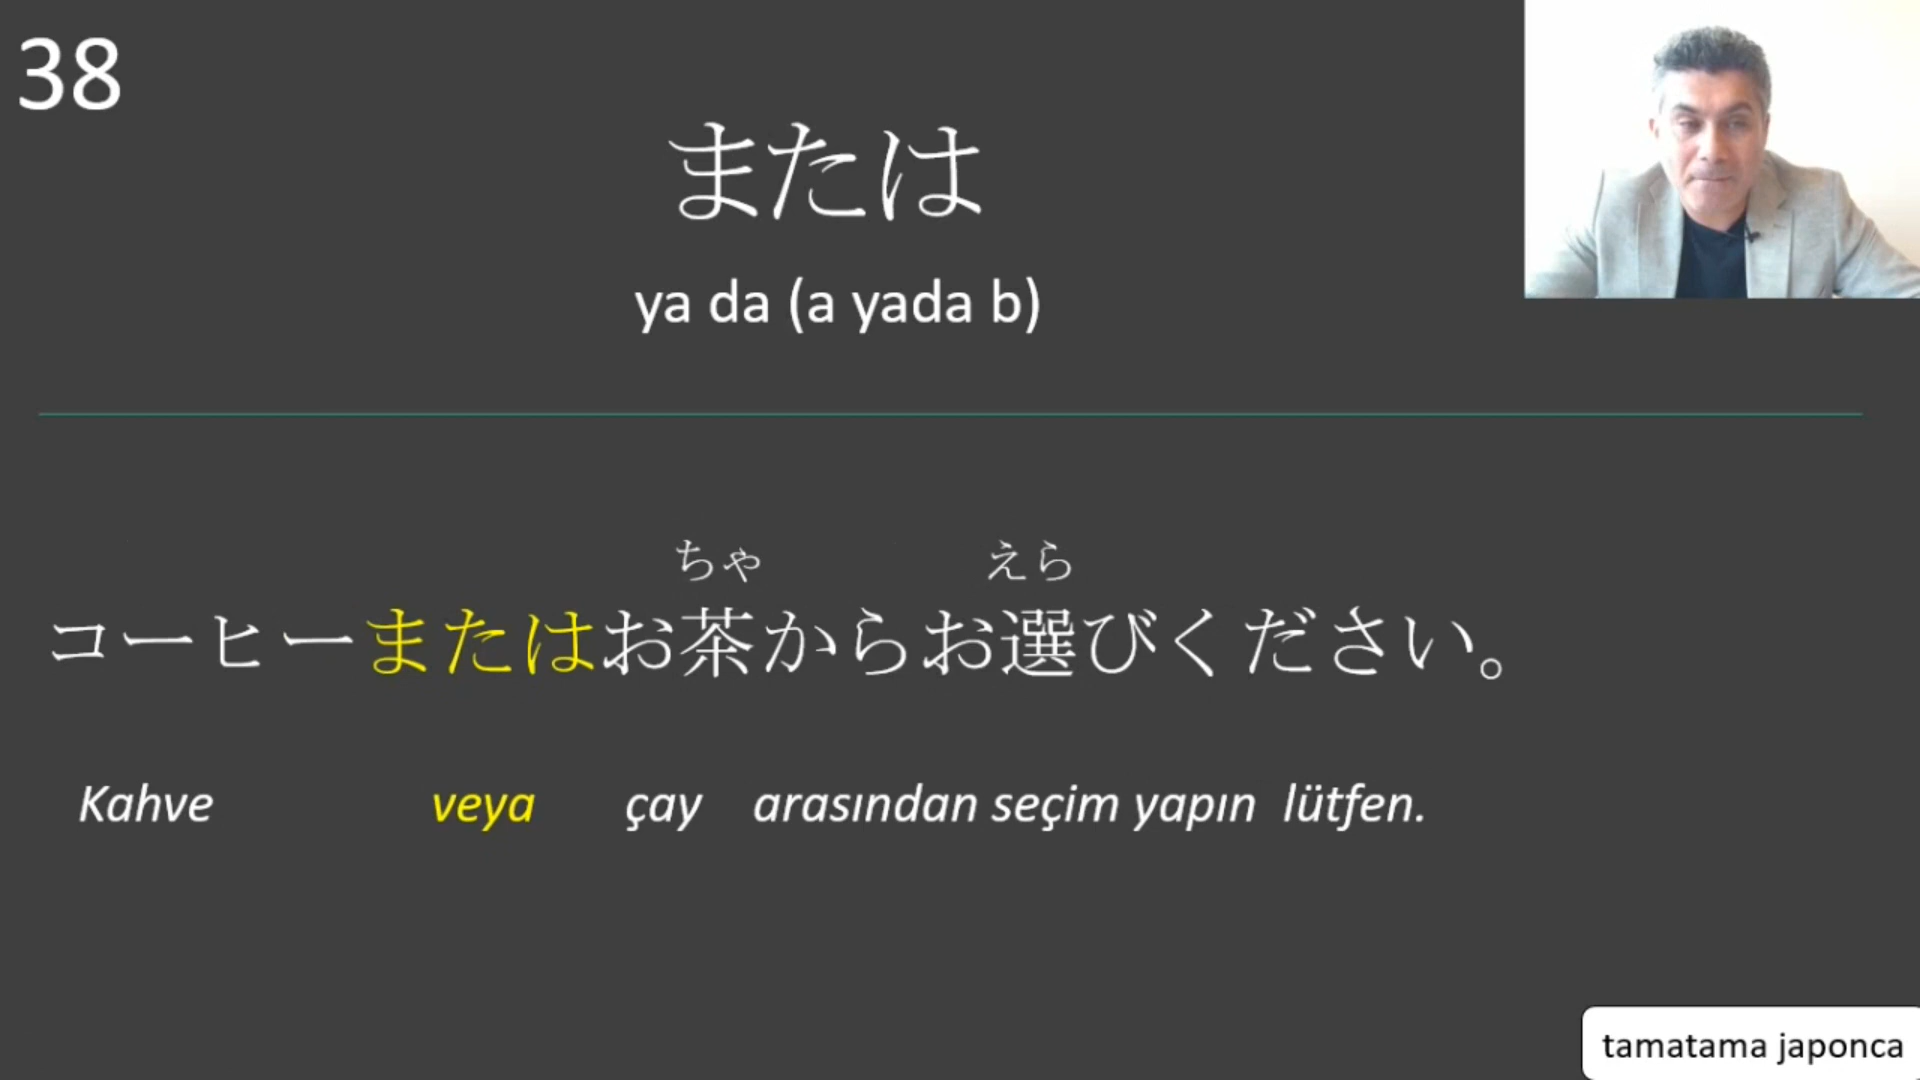 38
または
ya da (a yada b)
ちゃ えら
コーヒーまたはお茶からお選びください。
Kahve veya çay arasından seçim yapın lütfen.
tamatama japonca